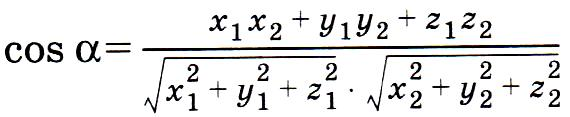 cos α = (x₁x₂ + y₁y₂ + z₁z₂) / (√(x₁² + y₁² + z₁²) · √(x₂² + y₂² + z₂²))